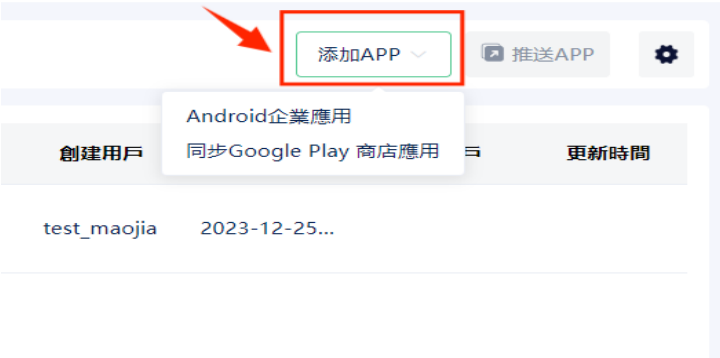 添加APP
推送APP
Android企業應用
同步Google Play 商店應用
創建用戶
更新時間
test_maojia
2023-12-25...